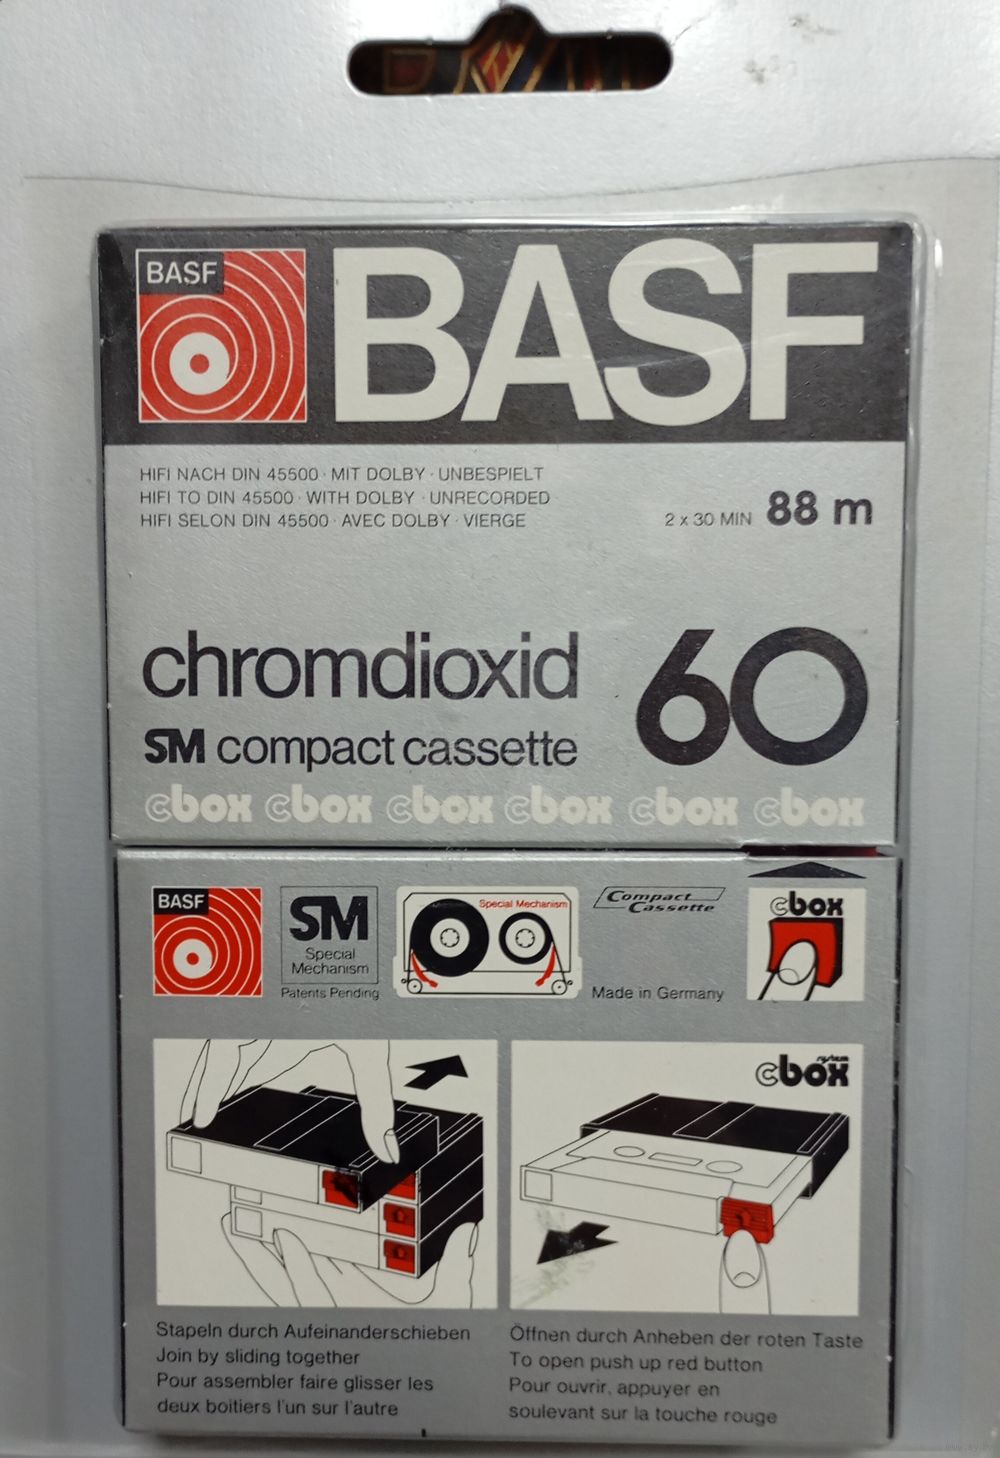 BASF
BASF
HIFI NACH DIN 45500 · MIT DOLBY · UNBESPIELT
HIFI TO DIN 45500 · WITH DOLBY · UNRECORDED
HIFI SELON DIN 45500 · AVEC DOLBY · VIERGE
2 x 30 MIN 88 m
chromdioxid 60
SM compact cassette
cbox cbox cbox cbox cbox cbox
BASF
SM
Special
Mechanism
Patents Pending
Special Mechanism
Compact
Cassette
Made in Germany
cbox
system
cbox
Stapeln durch Aufeinanderschieben
Join by sliding together
Pour assembler faire glisser les
deux boitiers l'un sur l'autre
Öffnen durch Anheben der roten Taste
To open push up red button
Pour ouvrir, appuyer en
soulevant sur la touche rouge